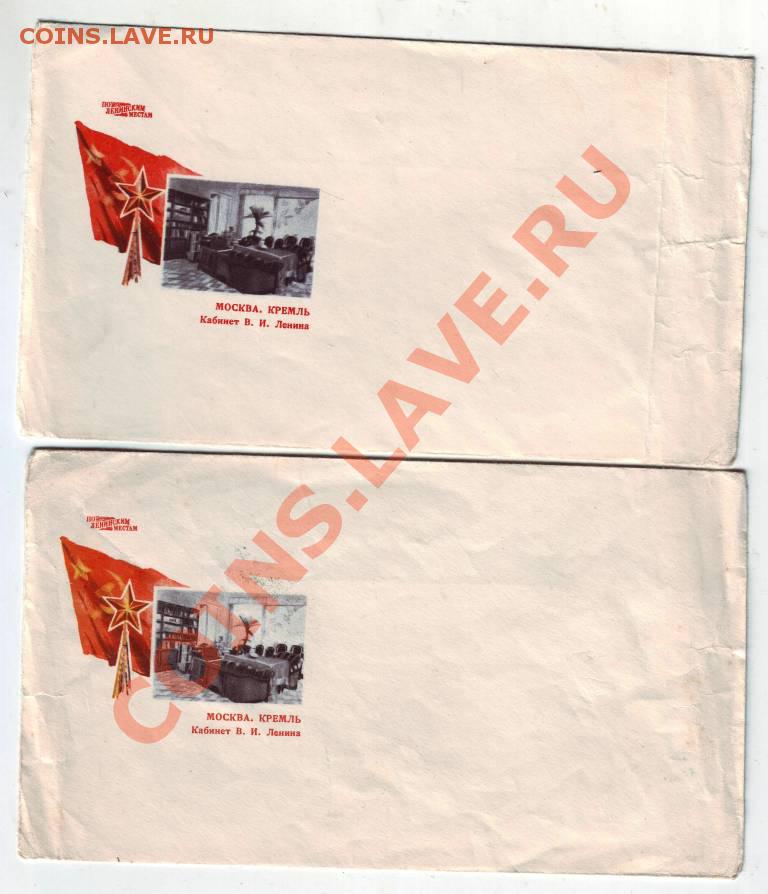 COINS.LAVE.RU
ПО
ЛЕНИНСКИМ
МЕСТАМ
МОСКВА. КРЕМЛЬ
Кабинет В. И. Ленина
COINS.LAVE.RU
ПО
ЛЕНИНСКИМ
МЕСТАМ
МОСКВА. КРЕМЛЬ
Кабинет В. И. Ленина